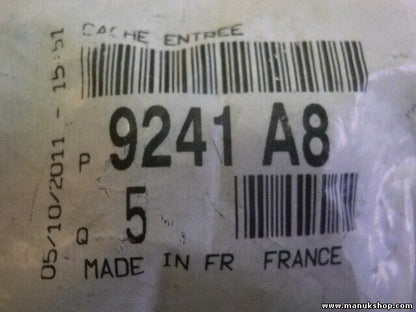 CACHE ENTREE
05/10/2011 - 15:51
P 9241 A8
Q 5
MADE IN FR FRANCE
www.manukshop.com